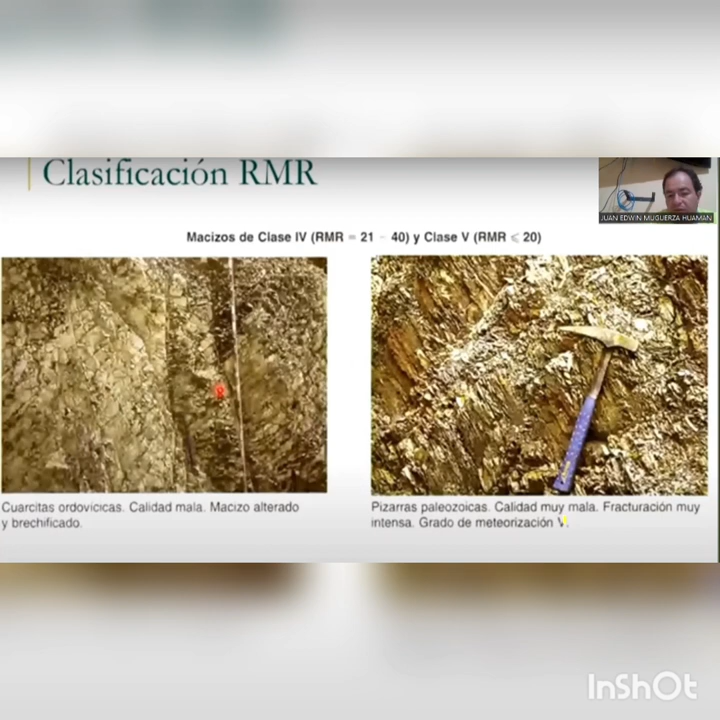 Clasificación RMR
JUAN EDWIN MUGUERZA HUAMAN
Macizos de Clase IV (RMR = 21 - 40) y Clase V (RMR ⩽ 20)
Cuarcitas ordovícicas. Calidad mala. Macizo alterado
y brechificado.
Pizarras paleozoicas. Calidad muy mala. Fracturación muy
intensa. Grado de meteorización V.
InShOt